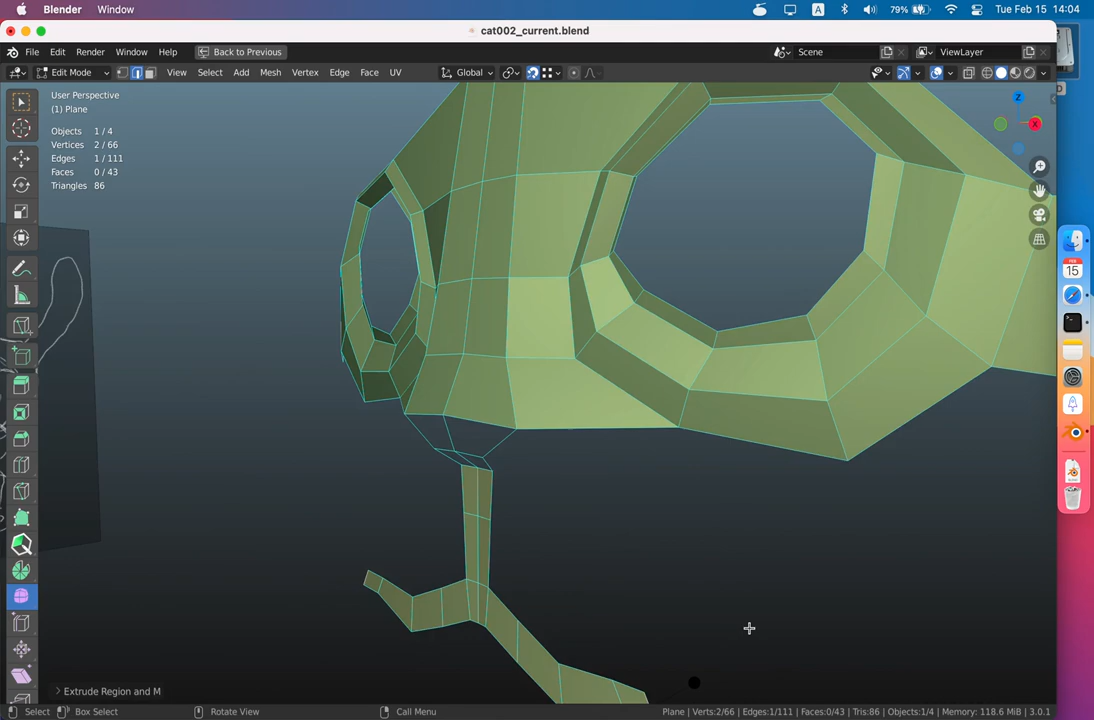 Blender Window A 79% Tue Feb 15 14:04
cat002_current.blend
File Edit Render Window Help Back to Previous Scene ViewLayer
Edit Mode View Select Add Mesh Vertex Edge Face UV Global
User Perspective
(1) Plane
Objects 1 / 4
Vertices 2 / 66
Edges 1 / 111
Faces 0 / 43
Triangles 86
Z
X
FEB
15
Extrude Region and M
Select Box Select Rotate View Call Menu Plane | Verts:2/66 | Edges:1/111 | Faces:0/43 | Tris:86 | Objects:1/4 | Memory: 118.6 MiB | 3.0.1